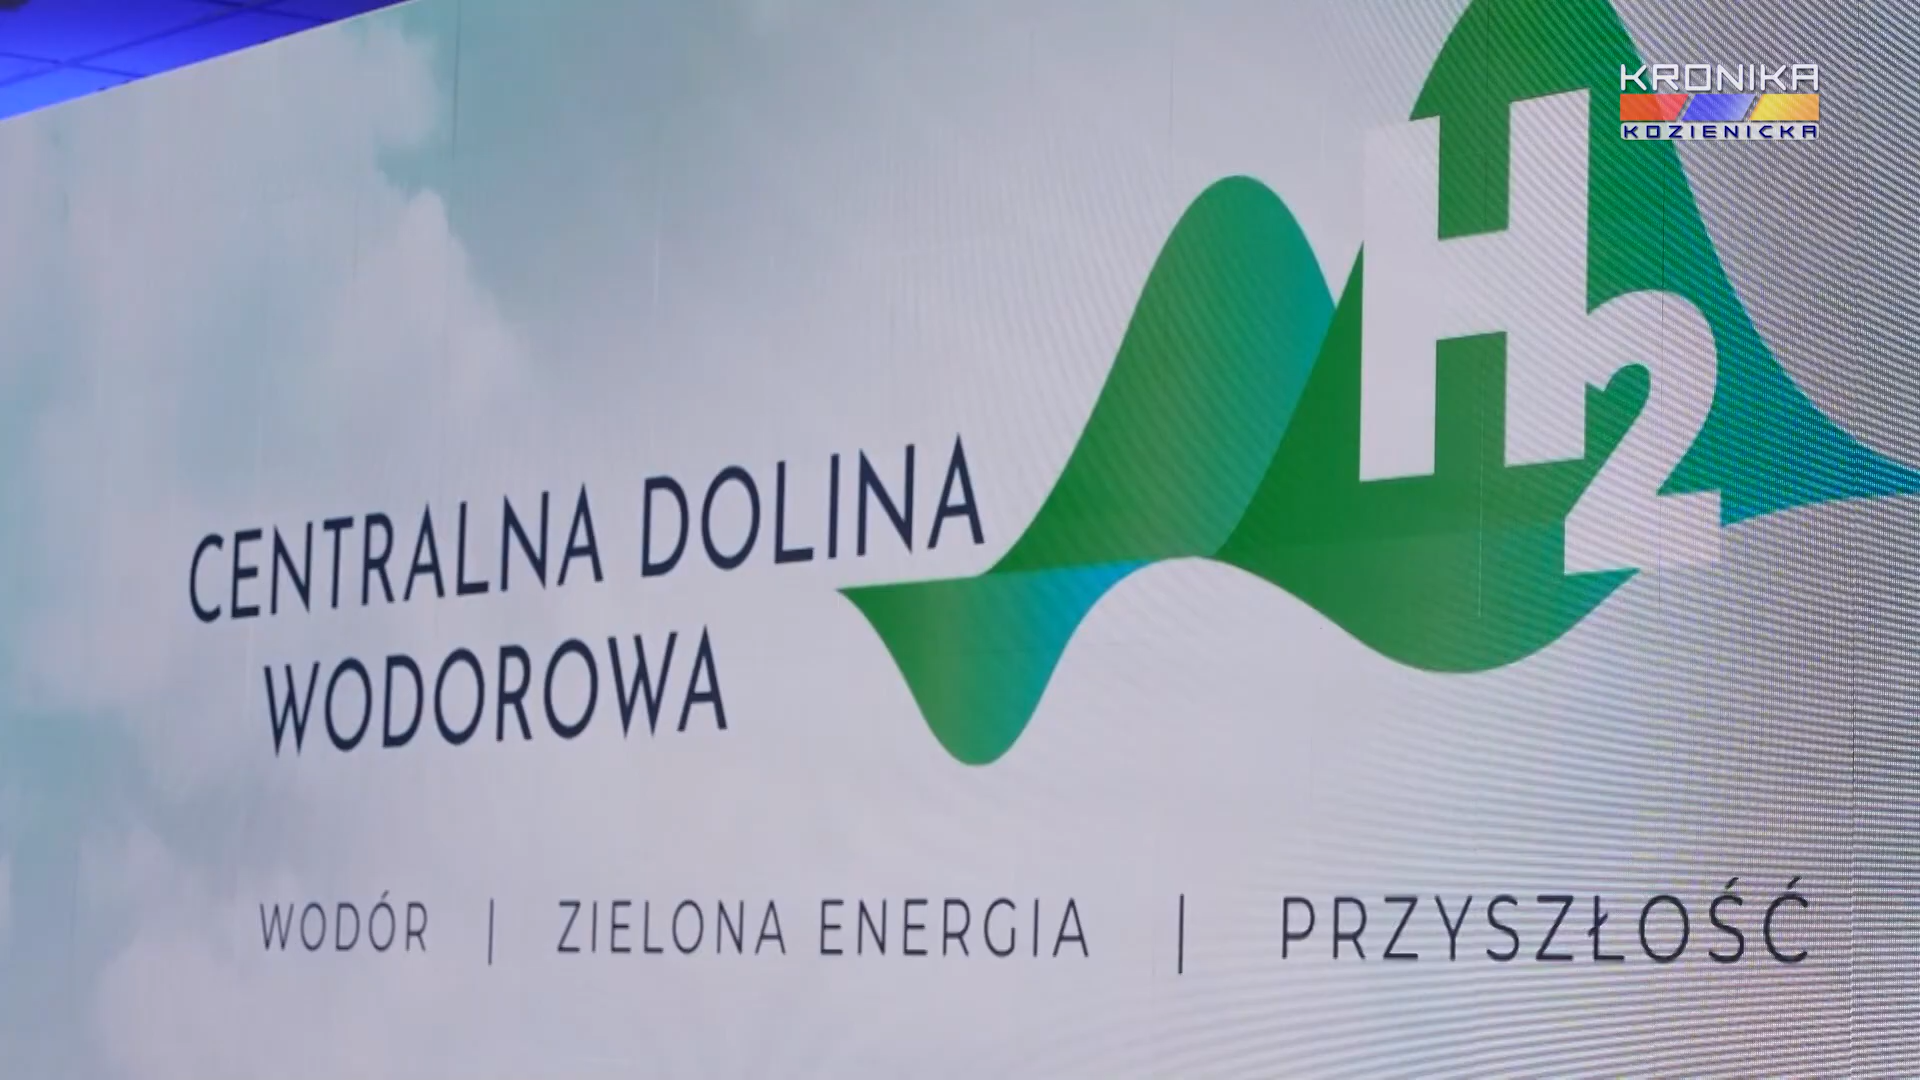 KRONIKA
KOZIENICKA
H2
CENTRALNA DOLINA
WODOROWA
WODÓR | ZIELONA ENERGIA | PRZYSZŁOŚĆ